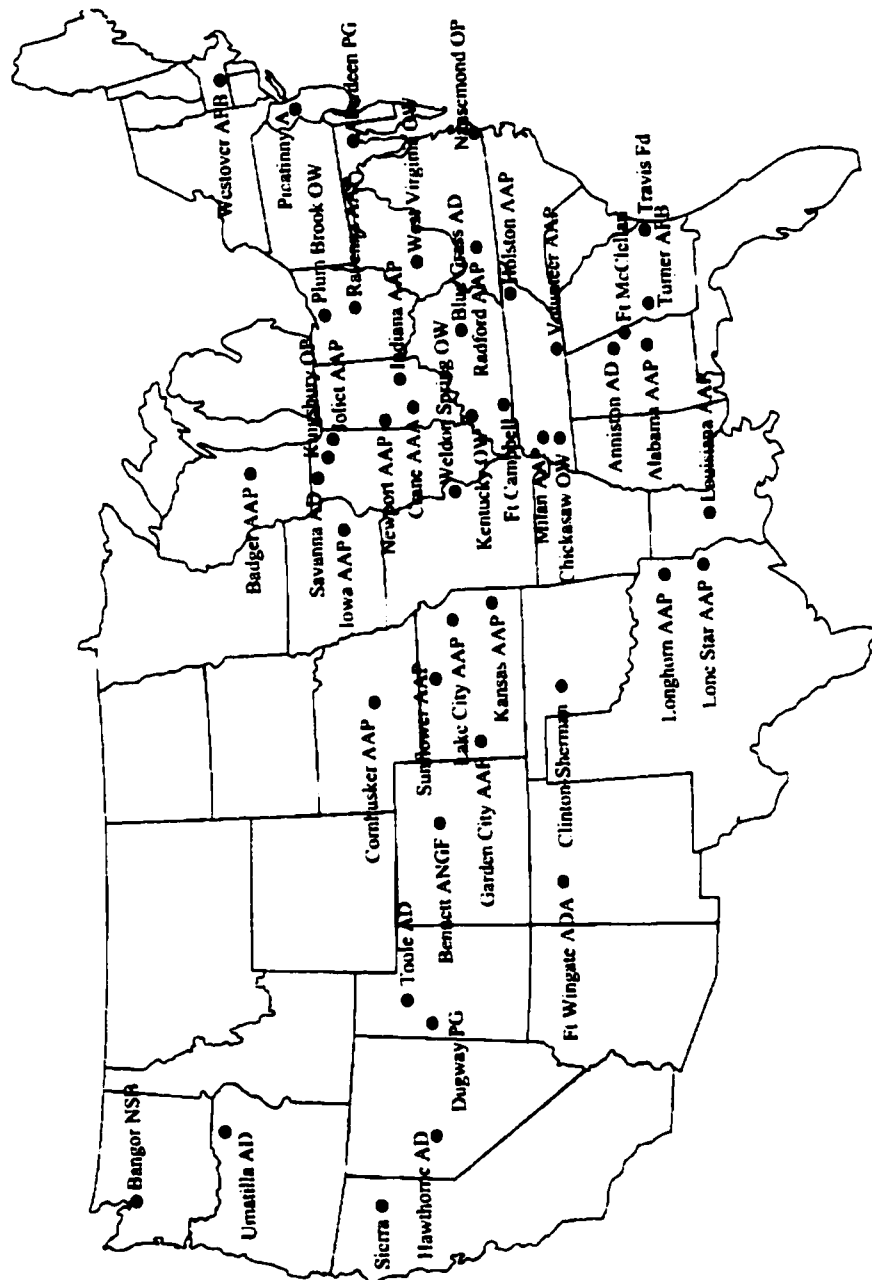 Bangor NSB
Umatilla AD
Sierra
Hawthorne AD
Dugway PG
Toole AD
Bennett ANGF
Ft Wingate ADA
Cornhusker AAP
Sunflower AAP
Lake City AAP
Garden City AAP
Kansas AAP
Clinton-Sherman
Longhorn AAP
Lone Star AAP
Louisiana AAP
Badger AAP
Savanna AD
Iowa AAP
Kingsbury OP
Joliet AAP
Newport AAP
Crane AAA
Indiana AAP
Weldon Spring OW
Kentucky OW
Ft Campbell
Milan AAP
Chickasaw OW
Plum Brook OW
Ravenna AAP
West Virginia OW
Blue Grass AD
Radford AAP
Holston AAP
Volunteer AAP
Anniston AD
Alabama AAP
Ft McClellan
Turner AFB
Travis Fd
Westover AFB
Picatinny A
Aberdeen PG
Nansemond OP